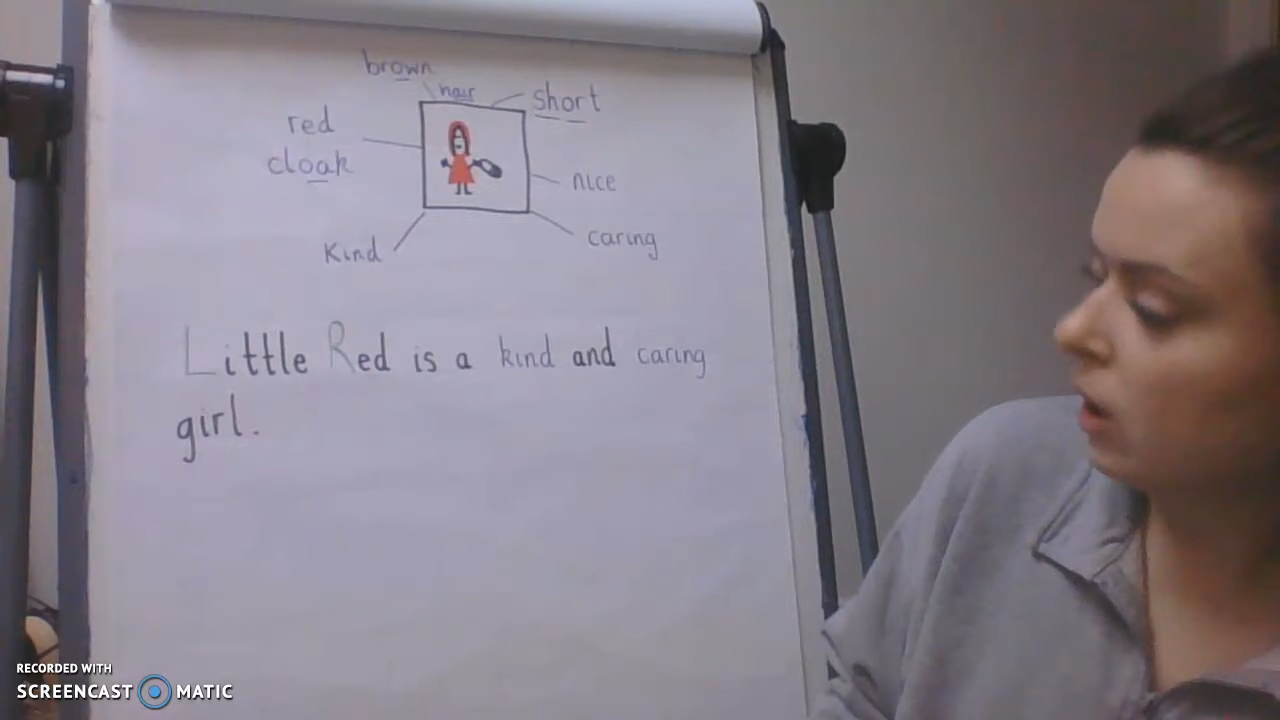 brown
hair
short
red
cloak
nice
Kind
caring
Little Red is a kind and caring
girl.
RECORDED WITH
SCREENCAST MATIC